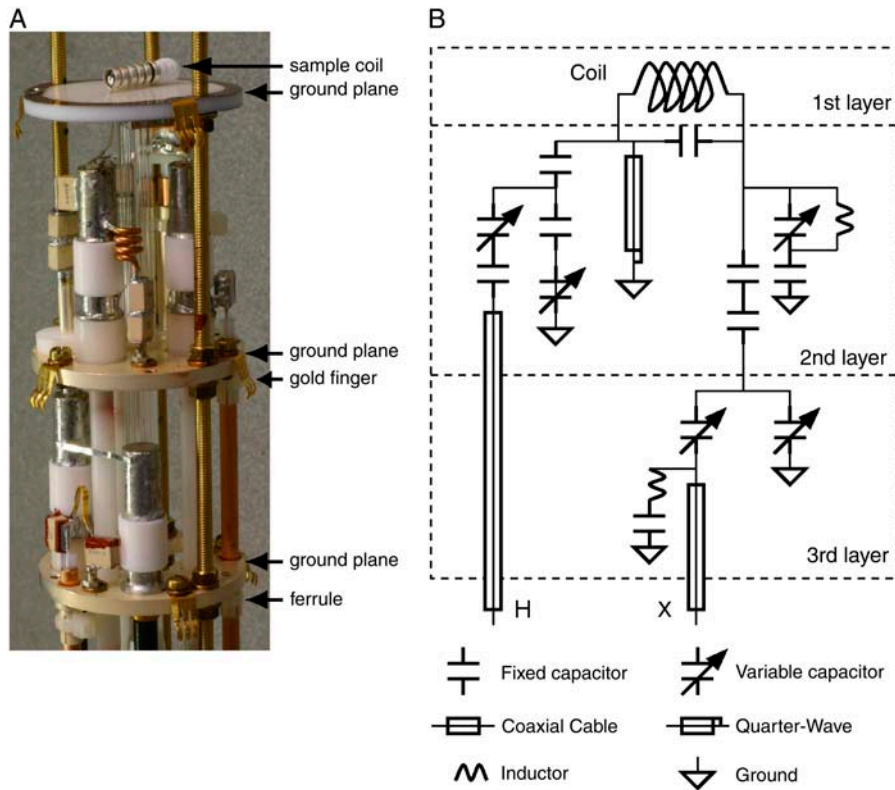 A
sample coil
ground plane
ground plane
gold finger
ground plane
ferrule
B
Coil
1st layer
2nd layer
3rd layer
H
X
Fixed capacitor
Variable capacitor
Coaxial Cable
Quarter-Wave
Inductor
Ground